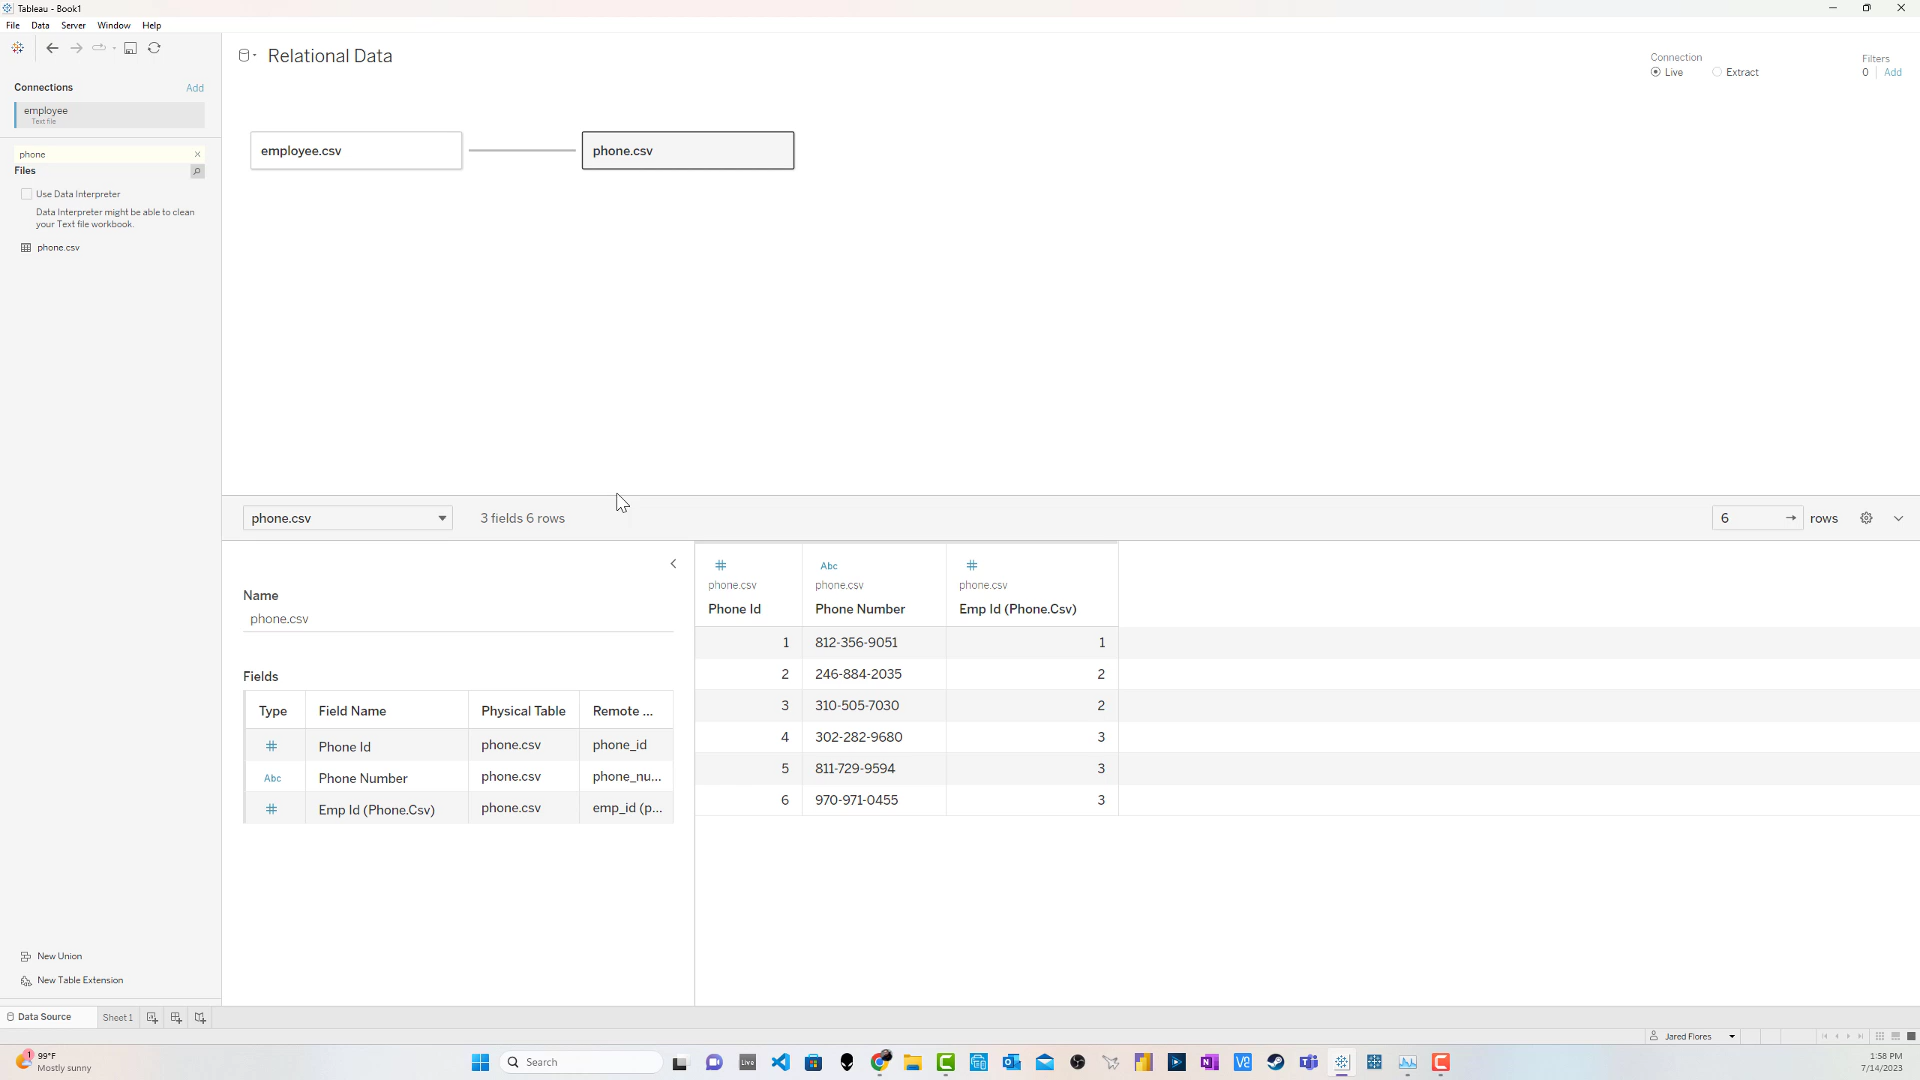 Tableau - Book1
File Data Server Window Help
Connections Add
employee
Text file
phone
Files
Use Data Interpreter
Data Interpreter might be able to clean
your Text file workbook.
phone.csv
New Union
New Table Extension
Relational Data
Connection
Live Extract
Filters
0 Add
employee.csv
phone.csv
phone.csv 3 fields 6 rows
6 rows
Name
phone.csv
Fields
Type Field Name Physical Table Remote ...
# Phone Id phone.csv phone_id
Abc Phone Number phone.csv phone_nu...
# Emp Id (Phone.Csv) phone.csv emp_id (p...
# Abc #
phone.csv phone.csv phone.csv
Phone Id Phone Number Emp Id (Phone.Csv)
1 812-356-9051 1
2 246-884-2035 2
3 310-505-7030 2
4 302-282-9680 3
5 811-729-9594 3
6 970-971-0455 3
Data Source Sheet 1
Jared Flores
1
99°F
Mostly sunny
Search
Live
1:58 PM
7/14/2023